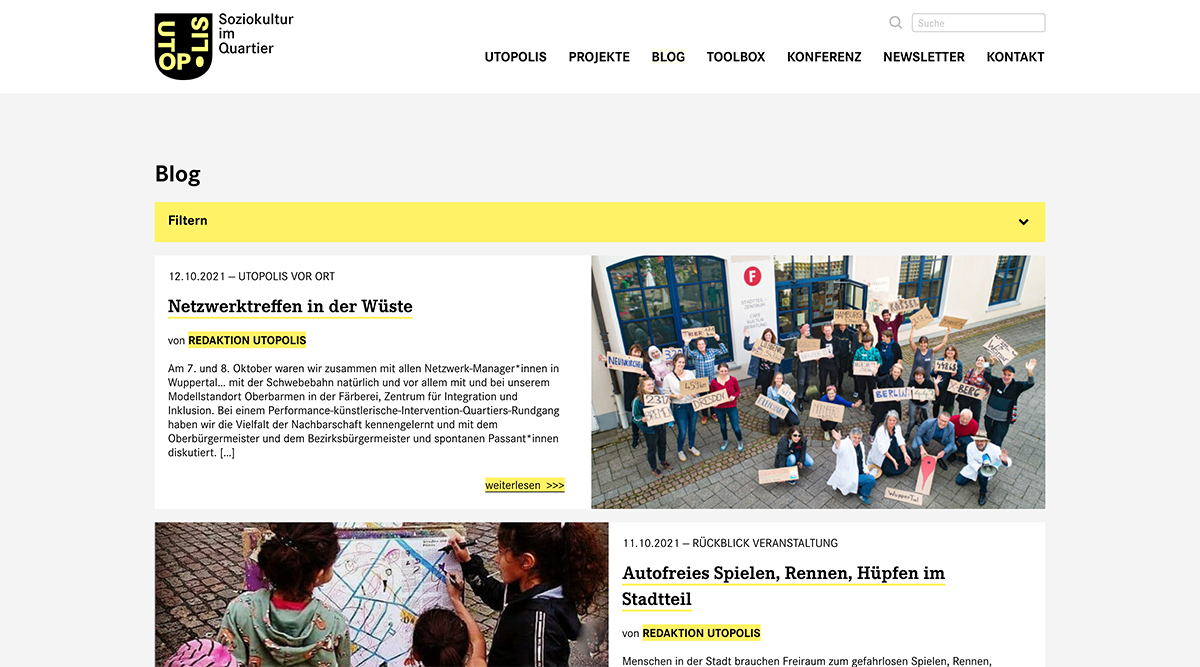 UTOPOLIS
Soziokultur
im
Quartier
Suche
UTOPOLIS PROJEKTE BLOG TOOLBOX KONFERENZ NEWSLETTER KONTAKT
Blog
Filtern
12.10.2021 – UTOPOLIS VOR ORT
Netzwerktreffen in der Wüste
von REDAKTION UTOPOLIS
Am 7. und 8. Oktober waren wir zusammen mit allen Netzwerk-Manager*innen in
Wuppertal... mit der Schwebebahn natürlich und vor allem mit und bei unserem
Modellstandort Oberbarmen in der Färberei, Zentrum für Integration und
Inklusion. Bei einem Performance-künstlerische-Intervention-Quartiers-Rundgang
haben wir die Vielfalt der Nachbarschaft kennengelernt und mit dem
Oberbürgermeister und dem Bezirksbürgermeister und spontanen Passant*innen
diskutiert. [...]
weiterlesen >>>
F
STADTTEIL-
ZENTRUM
CAFE
KULTUR
BERATUNG
HAMBURG
KASSEL
DRESDEN
BERLIN
X-BERG
WupperTal
11.10.2021 – RÜCKBLICK VERANSTALTUNG
Autofreies Spielen, Rennen, Hüpfen im
Stadtteil
von REDAKTION UTOPOLIS
Menschen in der Stadt brauchen Freiraum zum gefahrlosen Spielen, Rennen,